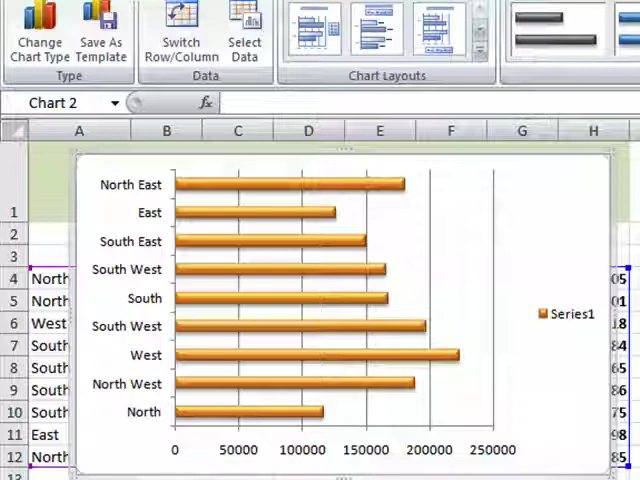 Change
Chart Type
Save As
Template
Switch
Row/Column
Select
Data
Type
Data
Chart Layouts
Chart 2
fx
A B C D E F G H
1
2
3
4 North 05
5 North 01
6 West 18
7 South 84
8 South 65
9 South 86
10 South 75
11 East 98
12 North 85
North East
East
South East
South West
South
South West
West
North West
North
0 50000 100000 150000 200000 250000
Series1